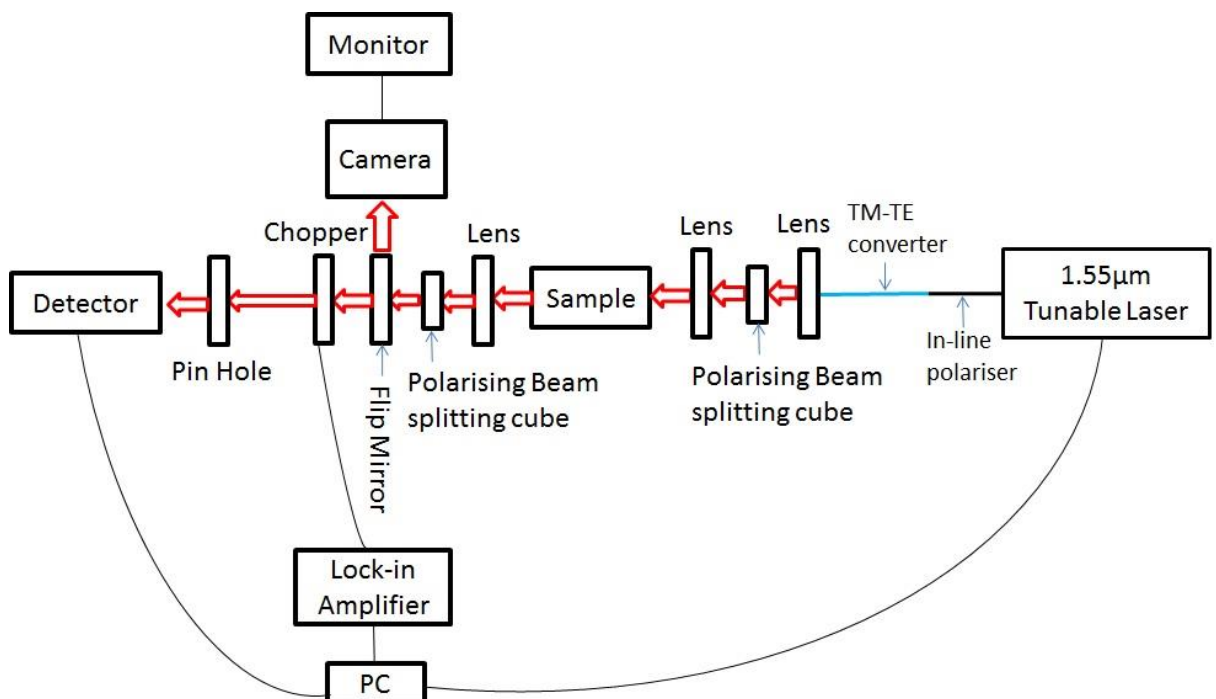 Monitor
Camera
Chopper
Lens
Lens
Lens
TM-TE
converter
Detector
Sample
1.55µm
Tunable Laser
Pin Hole
Flip Mirror
Polarising Beam
splitting cube
Polarising Beam
splitting cube
In-line
polariser
Lock-in
Amplifier
PC